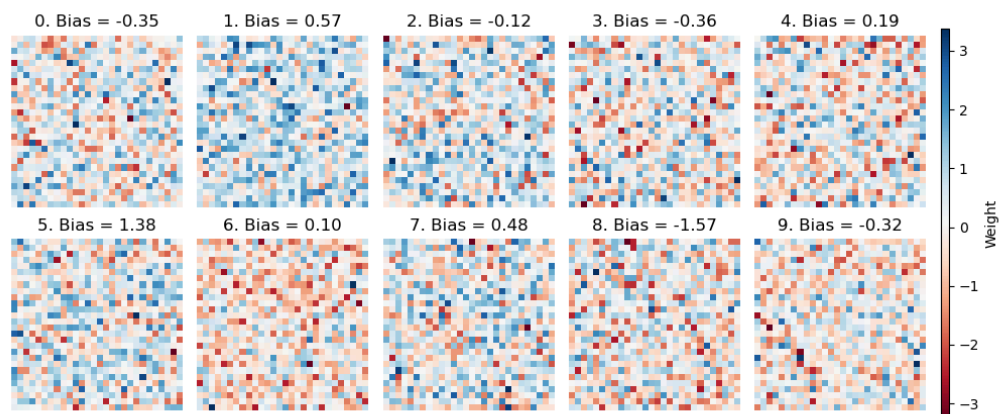 0. Bias = -0.35
1. Bias = 0.57
2. Bias = -0.12
3. Bias = -0.36
4. Bias = 0.19
3
2
1
0
−1
−2
−3
Weight
5. Bias = 1.38
6. Bias = 0.10
7. Bias = 0.48
8. Bias = -1.57
9. Bias = -0.32